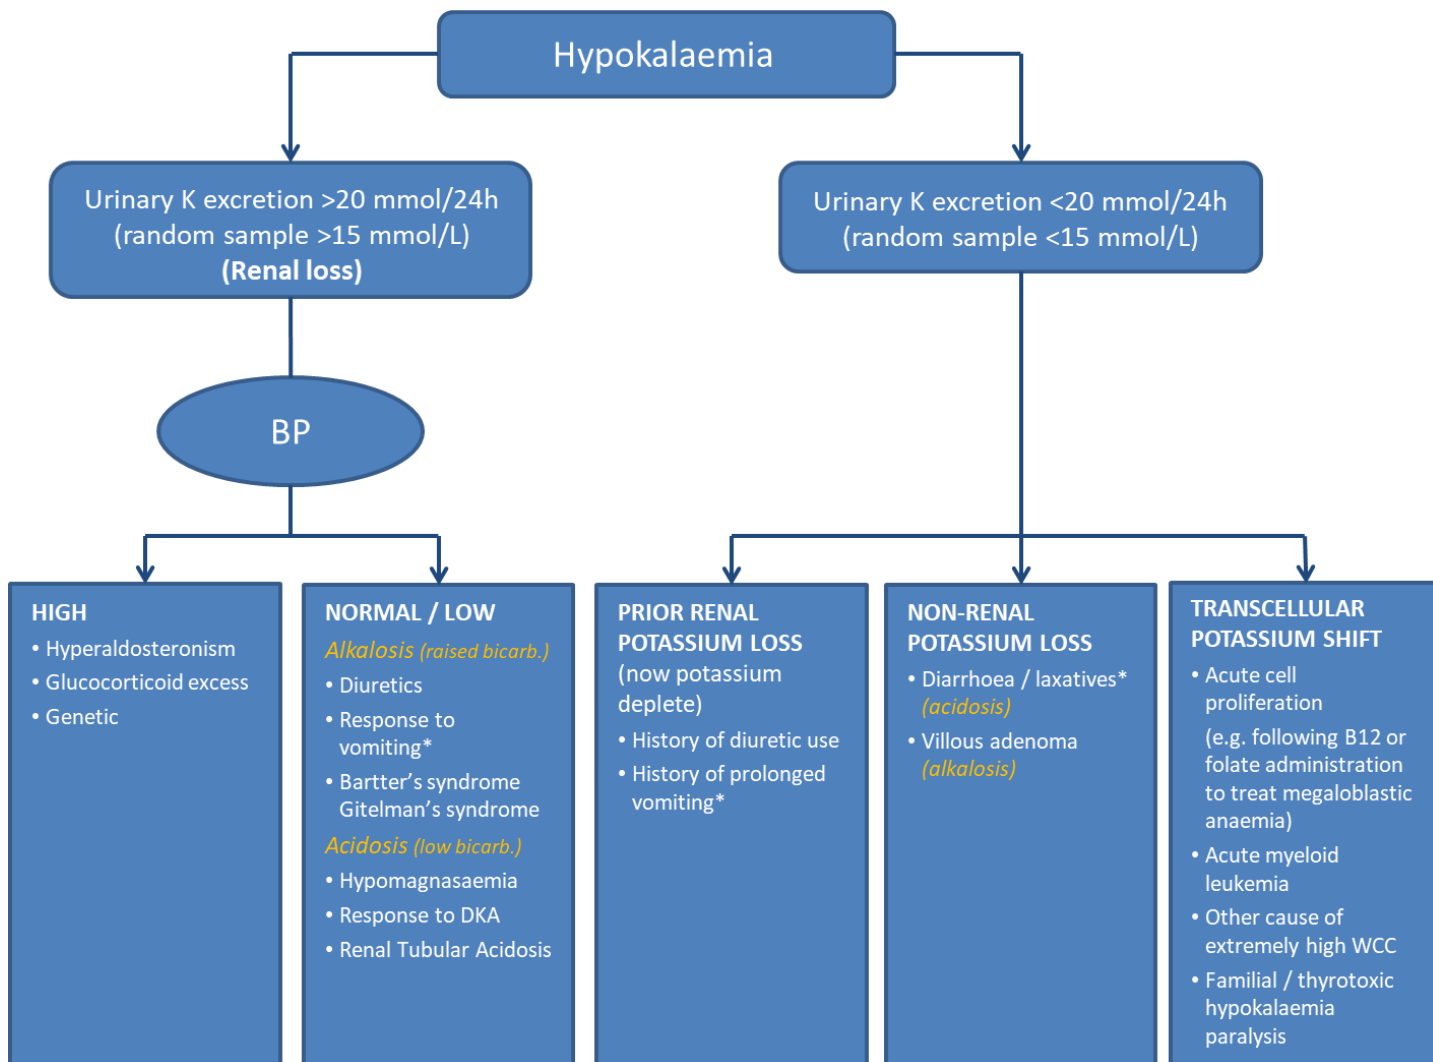 Hypokalaemia
Urinary K excretion >20 mmol/24h
(random sample >15 mmol/L)
(Renal loss)
Urinary K excretion <20 mmol/24h
(random sample <15 mmol/L)
BP
HIGH
• Hyperaldosteronism
• Glucocorticoid excess
• Genetic
NORMAL / LOW
Alkalosis (raised bicarb.)
• Diuretics
• Response to
vomiting*
• Bartter’s syndrome
Gitelman’s syndrome
Acidosis (low bicarb.)
• Hypomagnasaemia
• Response to DKA
• Renal Tubular Acidosis
PRIOR RENAL
POTASSIUM LOSS
(now potassium
deplete)
• History of diuretic use
• History of prolonged
vomiting*
NON-RENAL
POTASSIUM LOSS
• Diarrhoea / laxatives*
(acidosis)
• Villous adenoma
(alkalosis)
TRANSCELLULAR
POTASSIUM SHIFT
• Acute cell
proliferation
(e.g. following B12 or
folate administration
to treat megaloblastic
anaemia)
• Acute myeloid
leukemia
• Other cause of
extremely high WCC
• Familial / thyrotoxic
hypokalaemia
paralysis